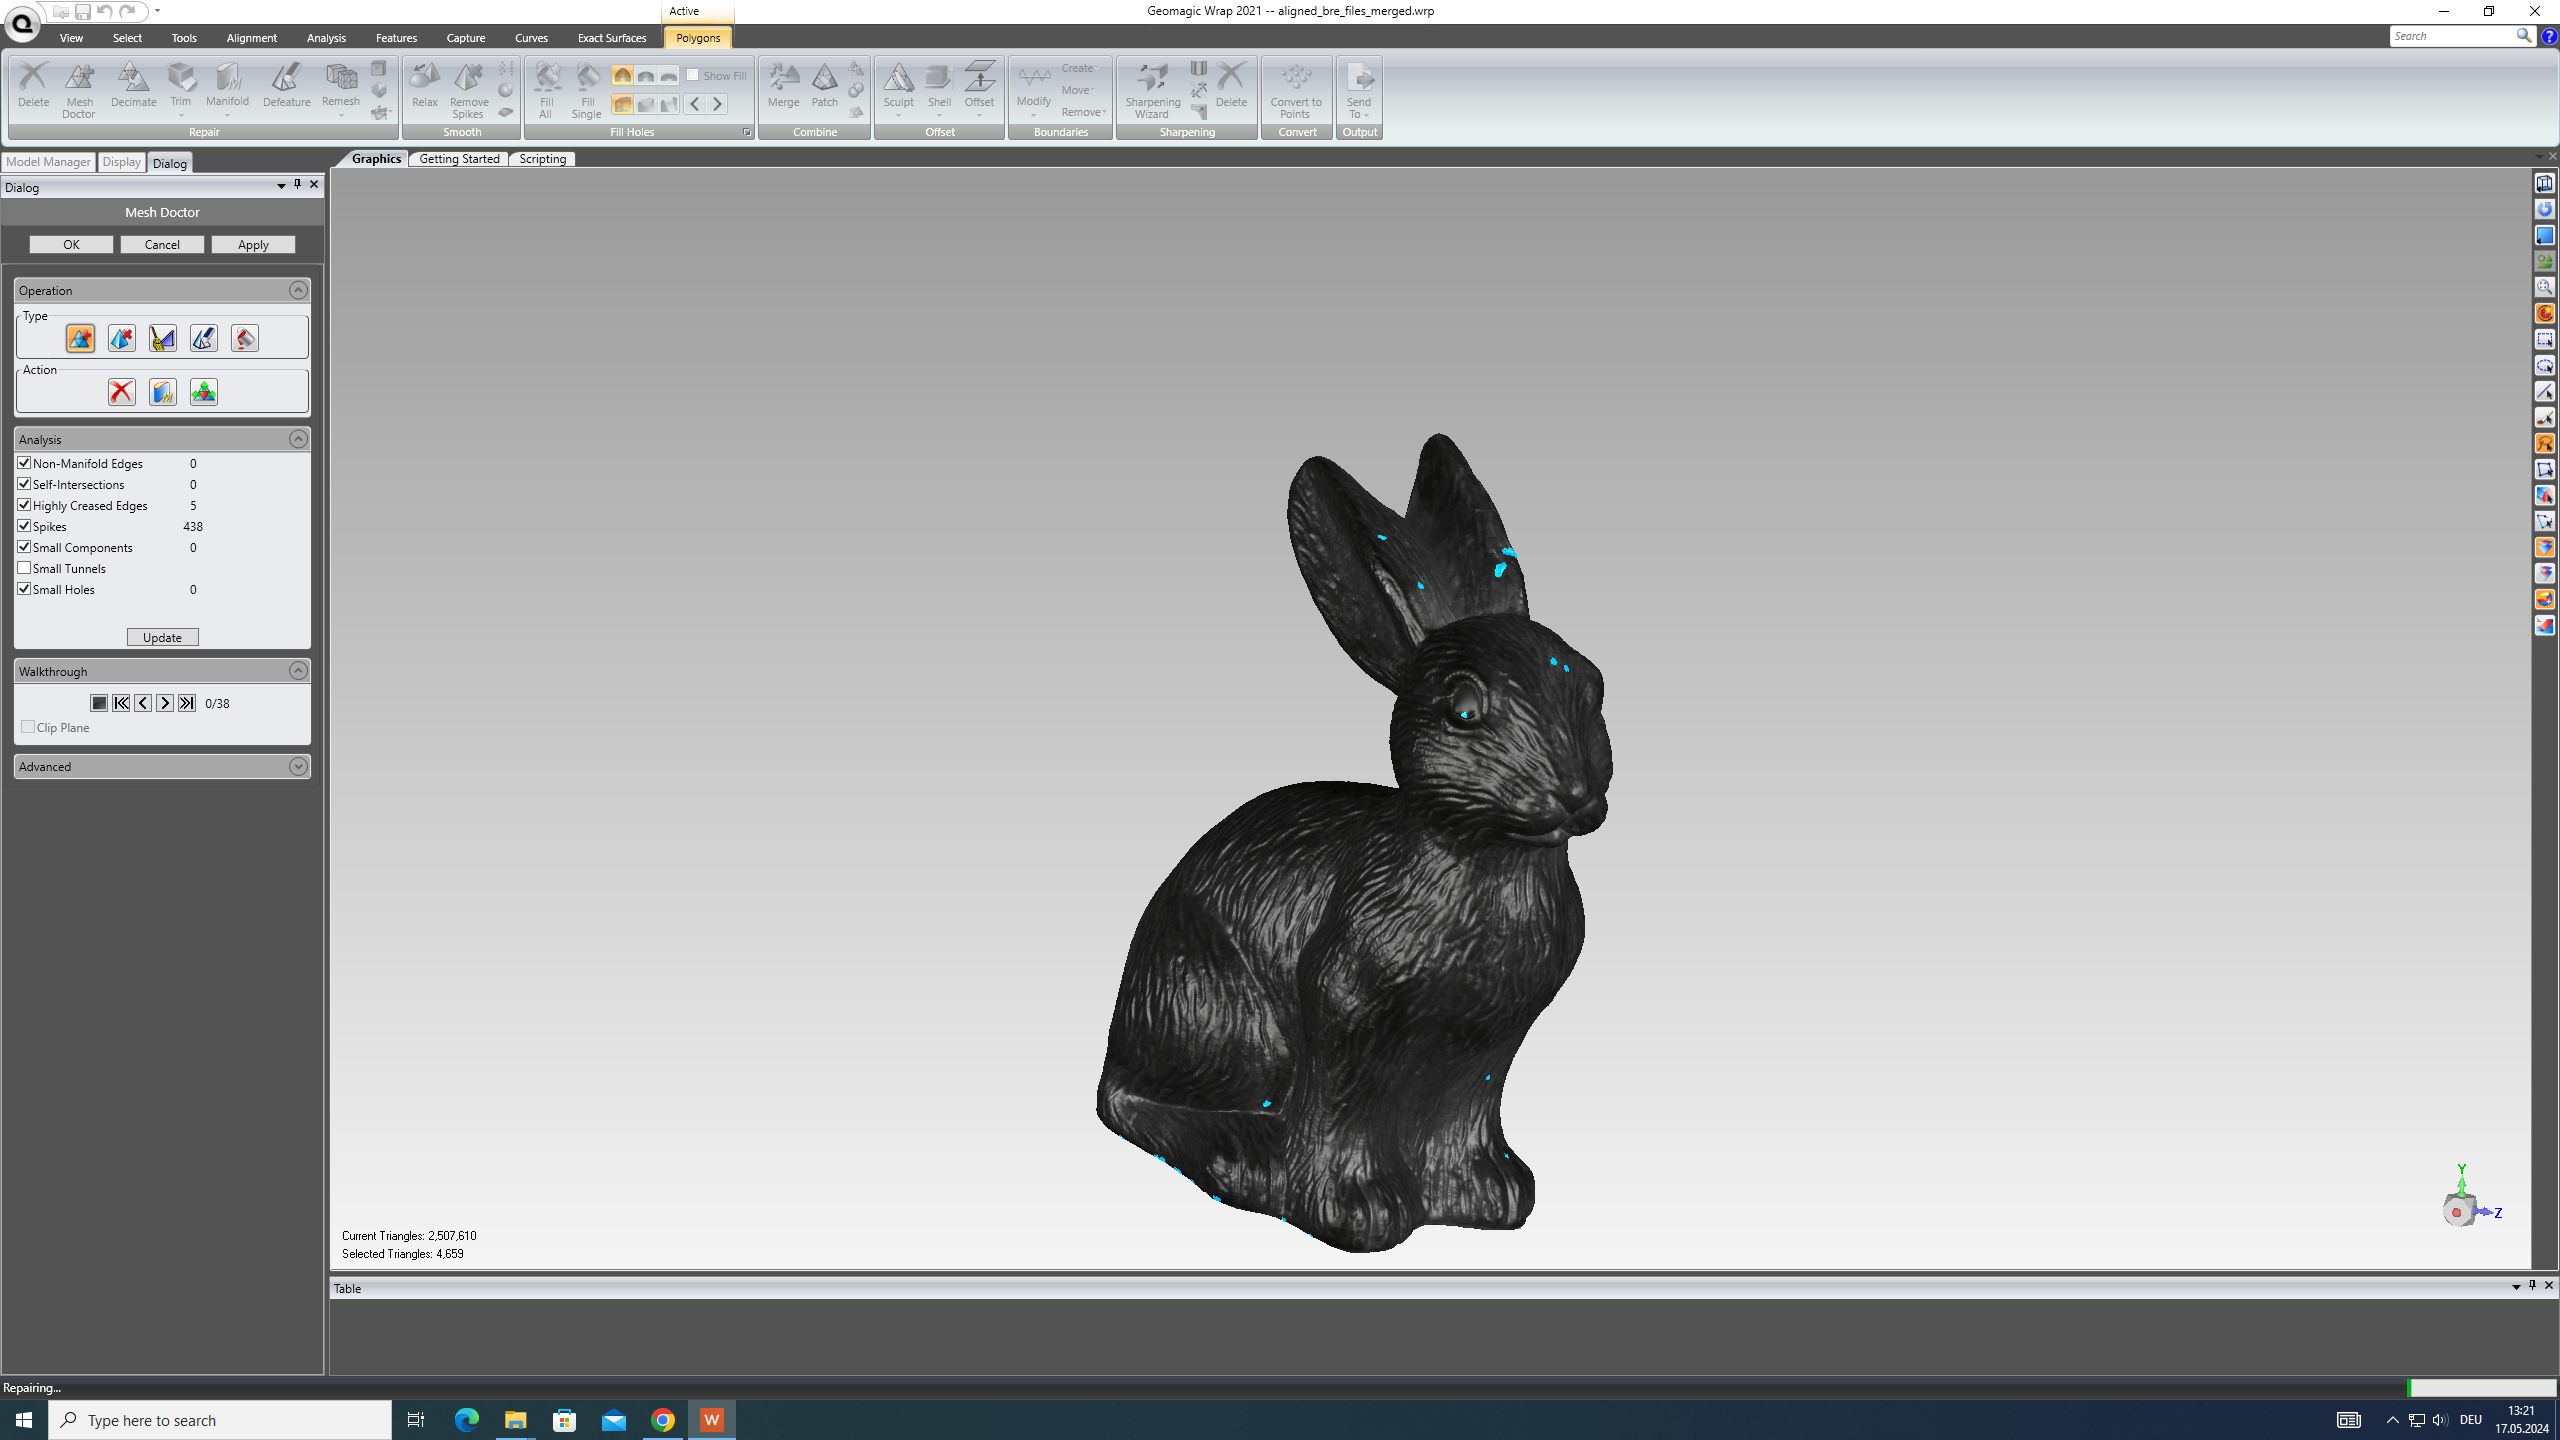 Active
Geomagic Wrap 2021 -- aligned_bre_files_merged.wrp
View Select Tools Alignment Analysis Features Capture Curves Exact Surfaces Polygons
Search
Delete Mesh Doctor Decimate Trim Manifold Defeature Remesh
Relax Remove Spikes
Fill All Fill Single Show Fill
Merge Patch
Sculpt Shell Offset
Modify Create Move Remove
Sharpening Wizard Delete
Convert to Points
Send To
Repair Smooth Fill Holes Combine Offset Boundaries Sharpening Convert Output
Model Manager Display Dialog
Graphics Getting Started Scripting
Dialog
Mesh Doctor
OK Cancel Apply
Operation
Type
Action
Analysis
Non-Manifold Edges 0
Self-Intersections 0
Highly Creased Edges 5
Spikes 438
Small Components 0
Small Tunnels
Small Holes 0
Update
Walkthrough
0/38
Clip Plane
Advanced
Y
Z
Current Triangles: 2,507,610
Selected Triangles: 4,659
Table
Repairing...
Type here to search
W
DEU
13:21
17.05.2024